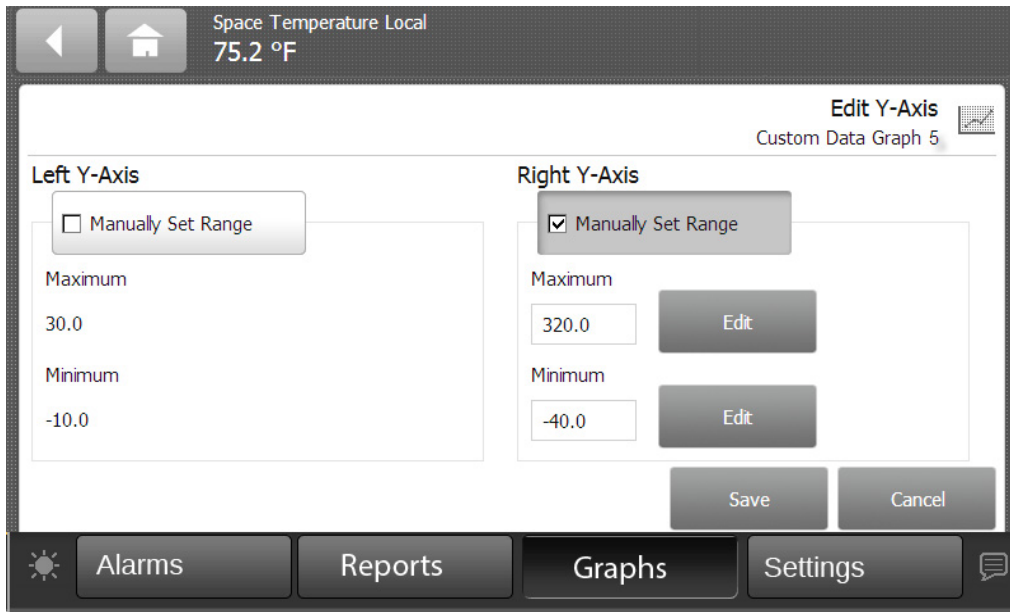 Space Temperature Local
75.2 °F
Edit Y-Axis
Custom Data Graph 5
Left Y-Axis
Manually Set Range
Maximum
30.0
Minimum
-10.0
Right Y-Axis
Manually Set Range
Maximum
320.0 Edit
Minimum
-40.0 Edit
Save Cancel
Alarms Reports Graphs Settings